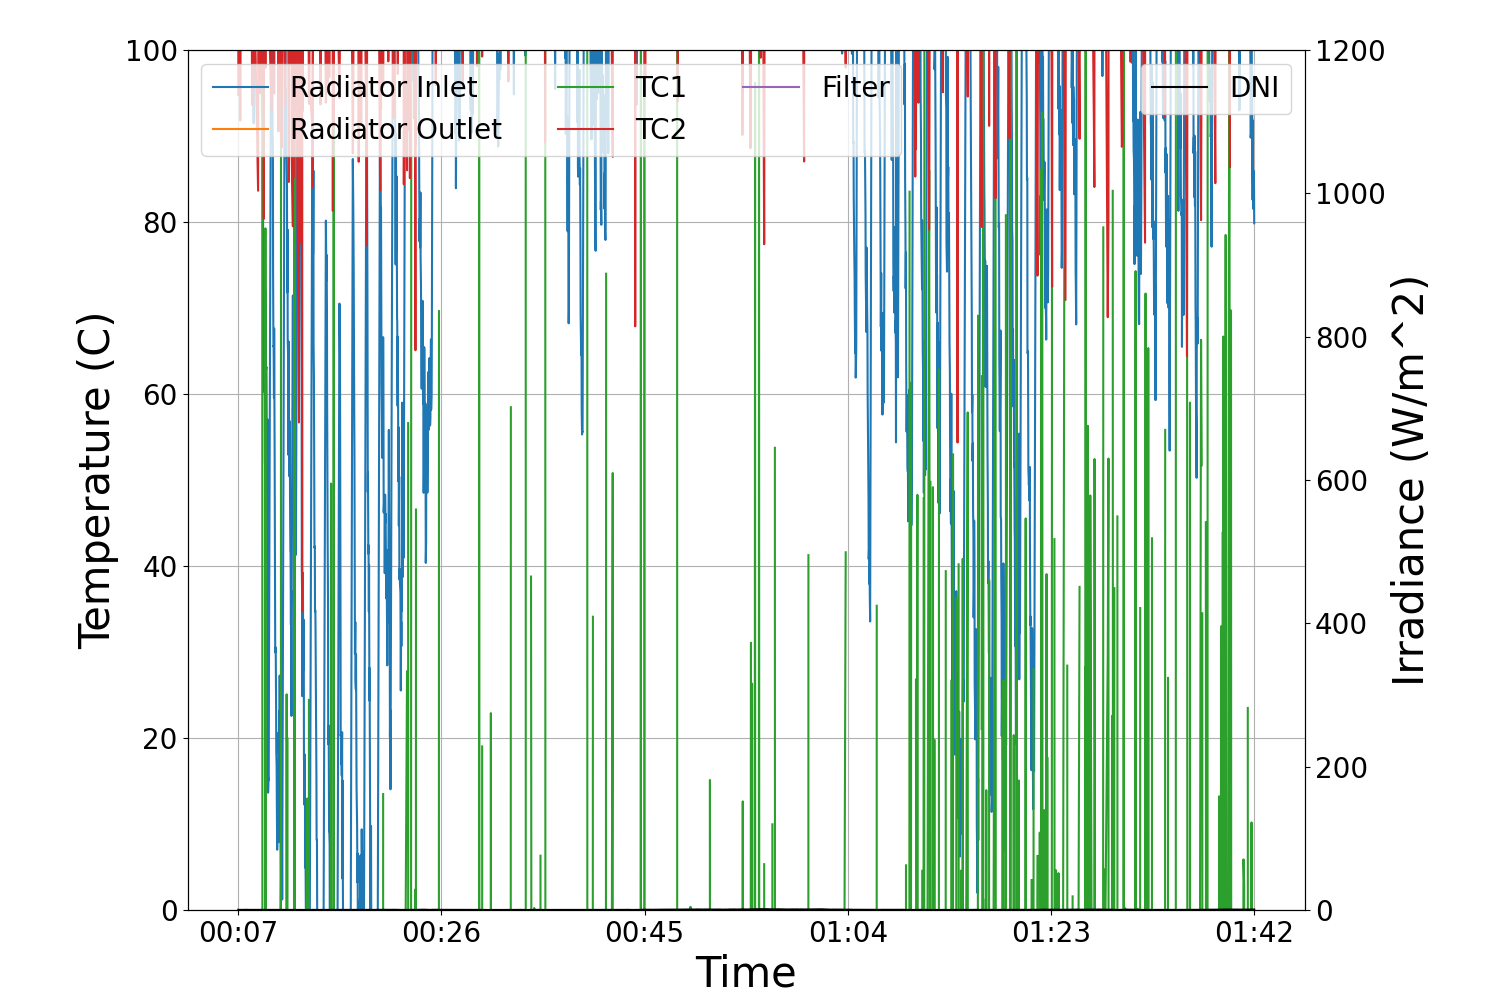 100
80
60
40
20
0
Temperature (C)
Radiator Inlet
Radiator Outlet
TC1
TC2
Filter
DNI
1200
1000
800
600
400
200
0
Irradiance (W/m^2)
00:07
00:26
00:45
01:04
01:23
01:42
Time